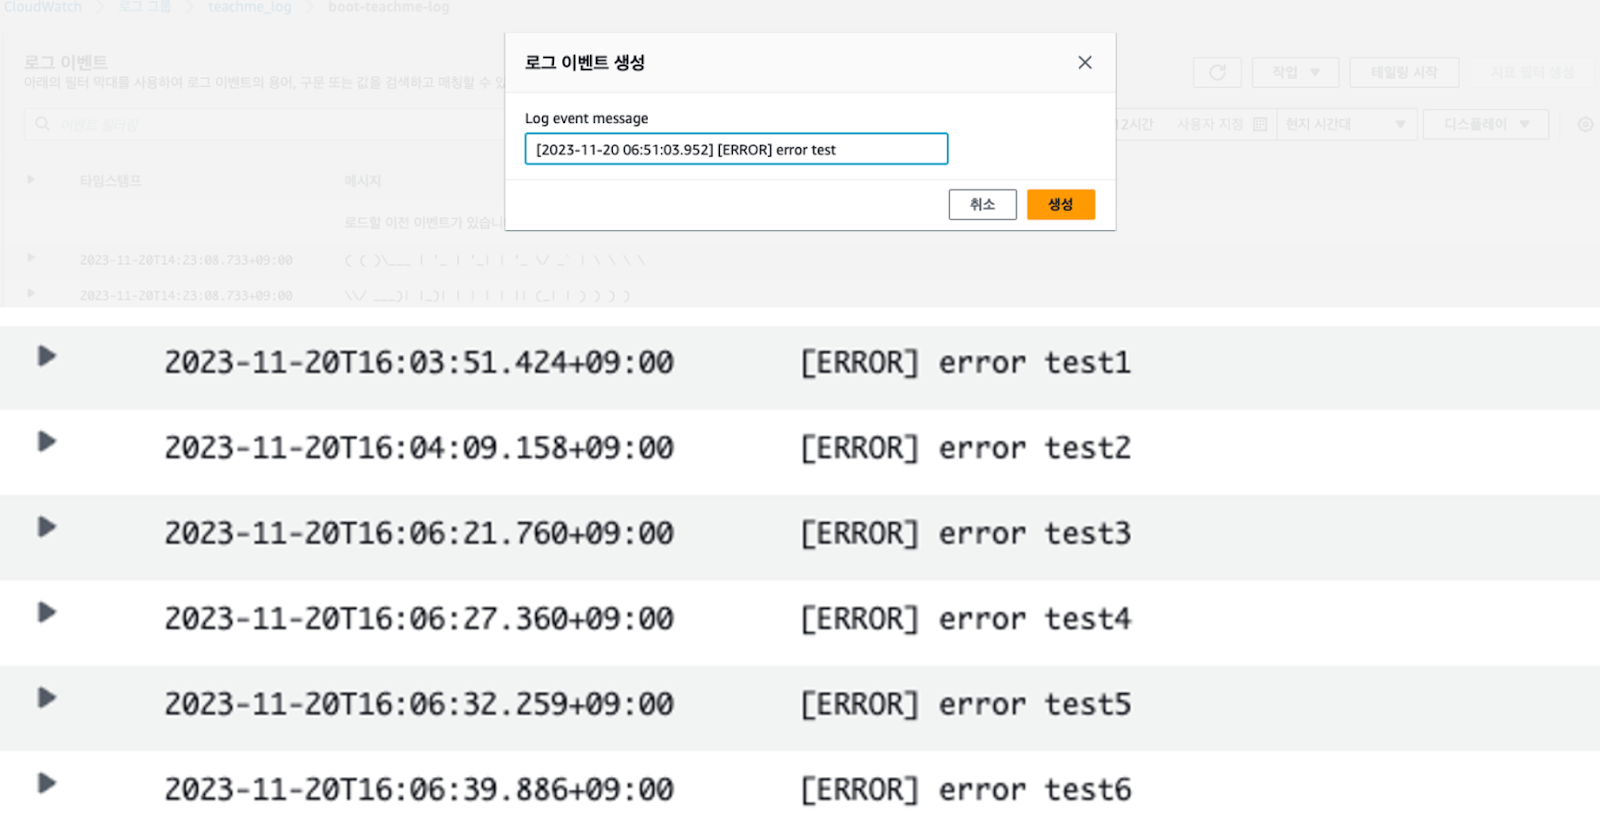 CloudWatch > 로그 그룹 > teachme_log > boot-teachme-log
로그 이벤트 생성
로그 이벤트
아래의 필터 막대를 사용하여 로그 이벤트의 용어, 구문 또는 값을 검색하고 매칭할 수 있
작업 테일링 시작 지표 필터 생성
Log event message
이벤트 필터링
12시간 사용자 지정 현지 시간대 디스플레이
[2023-11-20 06:51:03.952] [ERROR] error test
타임스탬프 메시지
취소 생성
로드할 이전 이벤트가 있습니
2023-11-20T14:23:08.733+09:00 ( ( )\___ | '_ | '_| | '_ \/ _` | \ \ \ \
2023-11-20T14:23:08.733+09:00 \\/ ___)| |_)| | | | | || (_| | ) ) ) )
2023-11-20T16:03:51.424+09:00 [ERROR] error test1
2023-11-20T16:04:09.158+09:00 [ERROR] error test2
2023-11-20T16:06:21.760+09:00 [ERROR] error test3
2023-11-20T16:06:27.360+09:00 [ERROR] error test4
2023-11-20T16:06:32.259+09:00 [ERROR] error test5
2023-11-20T16:06:39.886+09:00 [ERROR] error test6